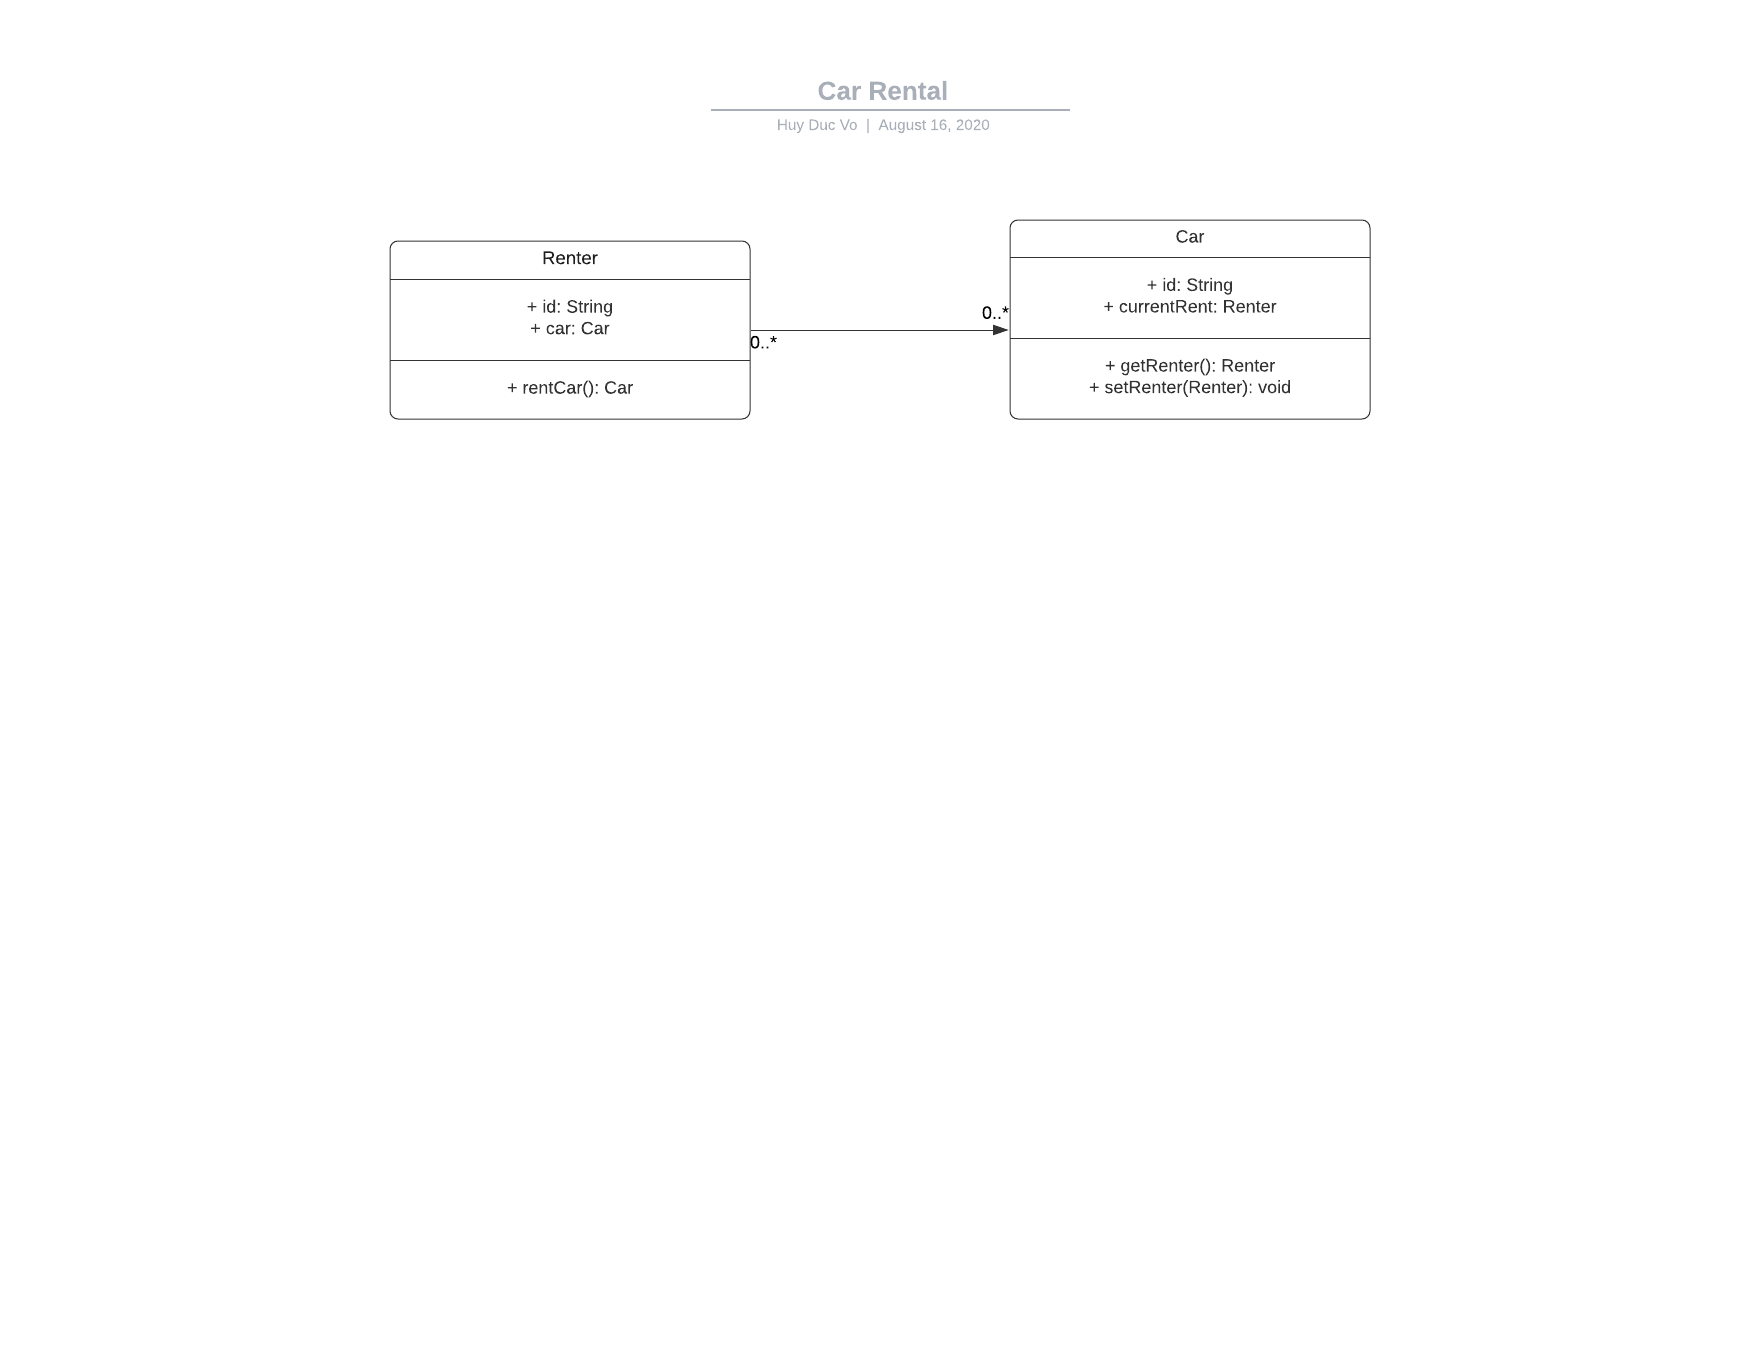 Car Rental
Huy Duc Vo | August 16, 2020
Renter
+ id: String
+ car: Car
+ rentCar(): Car
0..*
0..*
Car
+ id: String
+ currentRent: Renter
+ getRenter(): Renter
+ setRenter(Renter): void